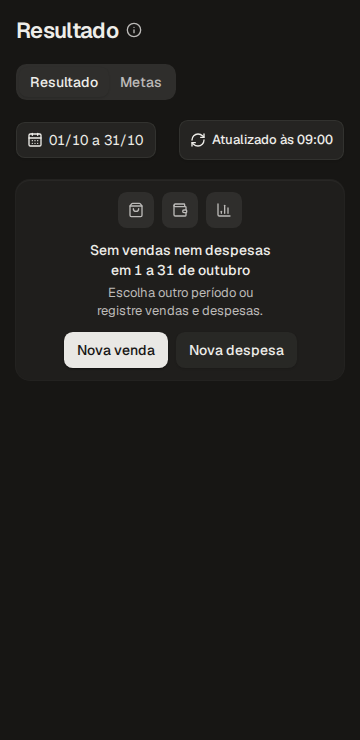 Resultado
Resultado Metas
01/10 a 31/10 Atualizado às 09:00
Sem vendas nem despesas
em 1 a 31 de outubro
Escolha outro período ou
registre vendas e despesas.
Nova venda Nova despesa